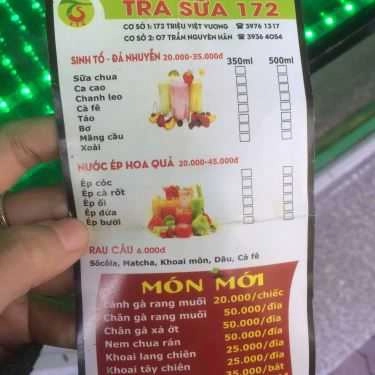 TRÀ SỮA 172
CƠ SỞ 1: 172 TRIỆU VIỆT VƯƠNG ☎ 3976 1317
CƠ SỞ 2: 07 TRẦN NGUYÊN HÃN ☎ 3936 4054
SINH TỐ - ĐÁ NHUYỄN 20.000-35.000đ 350ml 500ml
Sữa chua
Ca cao
Chanh leo
Cà fê
Táo
Bơ
Mãng cầu
Xoài
NƯỚC ÉP HOA QUẢ 20.000-45.000đ
Ép cóc
Ép cà rốt
Ép ổi
Ép dứa
Ép bưởi
RAU CÂU 6.000đ
Sôcôla, Matcha, Khoai môn, Dâu, Cà fê
MÓN MỚI
Cánh gà rang muối 20.000/chiếc
Chân gà rang muối 50.000/đĩa
Chân gà xả ớt 50.000/đĩa
Nem chua rán 50.000/đĩa
Khoai lang chiên 25.000/đĩa
Khoai tây chiên 25.000/đĩa
/bát